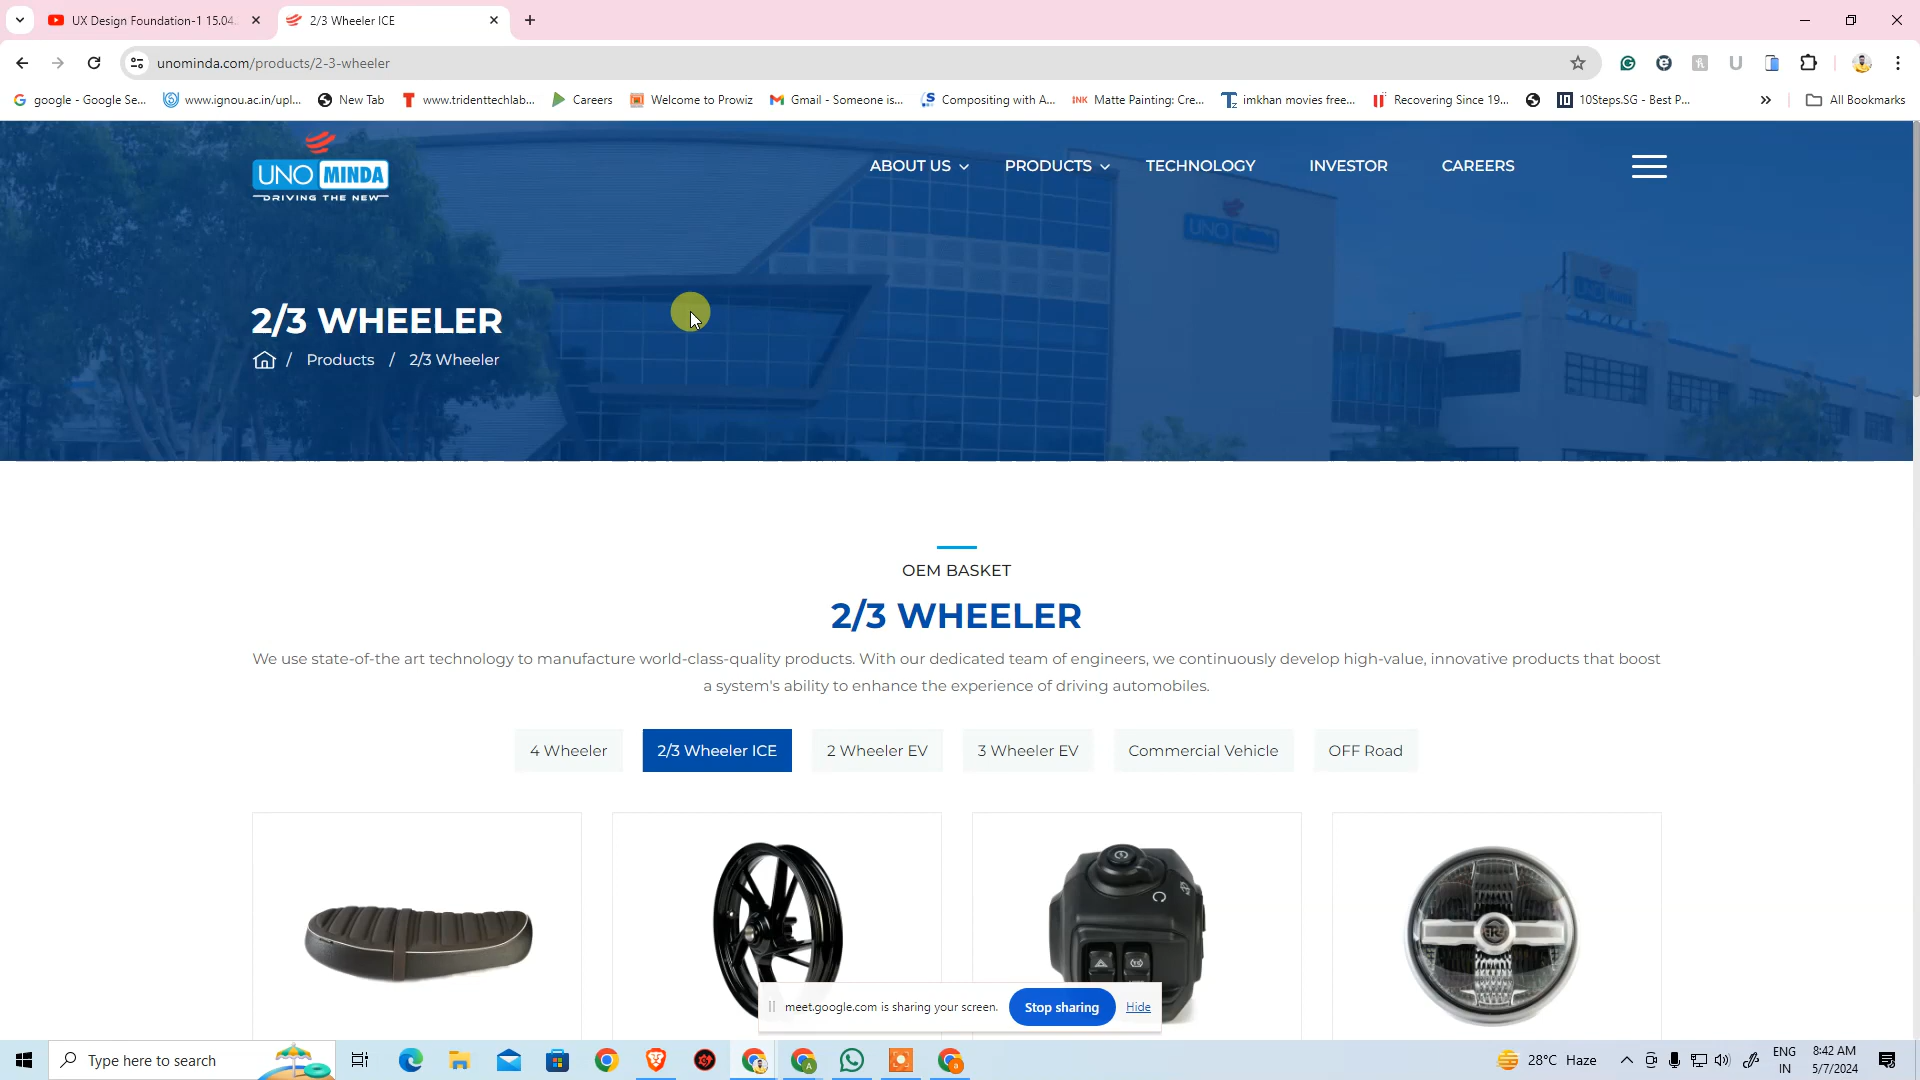 UX Design Foundation-1 15.04.
2/3 Wheeler ICE
unominda.com/products/2-3-wheeler
google - Google Se...
www.ignou.ac.in/upl...
New Tab
www.tridenttechlab...
Careers
Welcome to Prowiz
Gmail - Someone is...
Compositing with A...
INK Matte Painting: Cre...
imkhan movies free...
Recovering Since 19...
10Steps.SG - Best P...
All Bookmarks
UNO MINDA
DRIVING THE NEW
ABOUT US
PRODUCTS
TECHNOLOGY
INVESTOR
CAREERS
UNO
2/3 WHEELER
/ Products / 2/3 Wheeler
OEM BASKET
2/3 WHEELER
We use state-of-the art technology to manufacture world-class-quality products. With our dedicated team of engineers, we continuously develop high-value, innovative products that boost
a system's ability to enhance the experience of driving automobiles.
4 Wheeler
2/3 Wheeler ICE
2 Wheeler EV
3 Wheeler EV
Commercial Vehicle
OFF Road
meet.google.com is sharing your screen.
Stop sharing
Hide
Type here to search
28°C Haze
ENG
IN
8:42 AM
5/7/2024